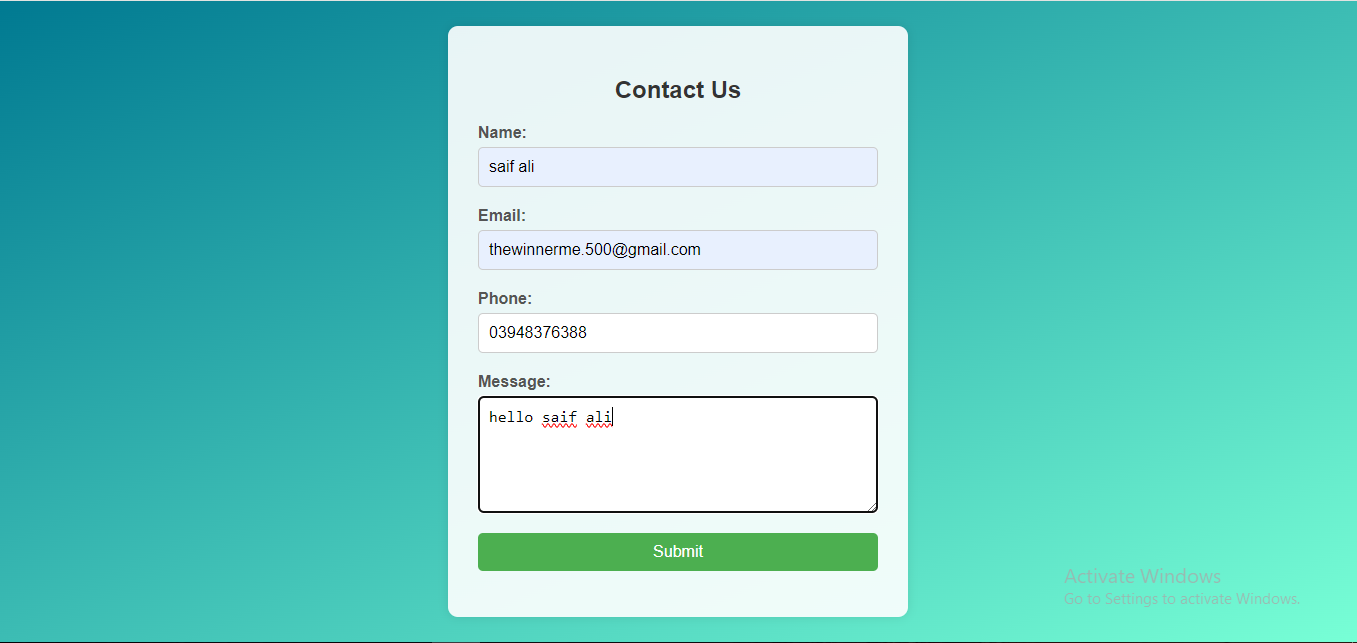 Contact Us
Name:
saif ali
Email:
thewinnerme.500@gmail.com
Phone:
03948376388
Message:
hello saif ali
Submit
Activate Windows
Go to Settings to activate Windows.